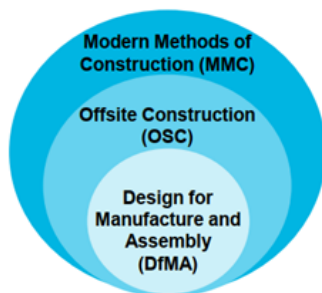 Modern Methods of
Construction (MMC)
Offsite Construction
(OSC)
Design for
Manufacture and
Assembly
(DfMA)